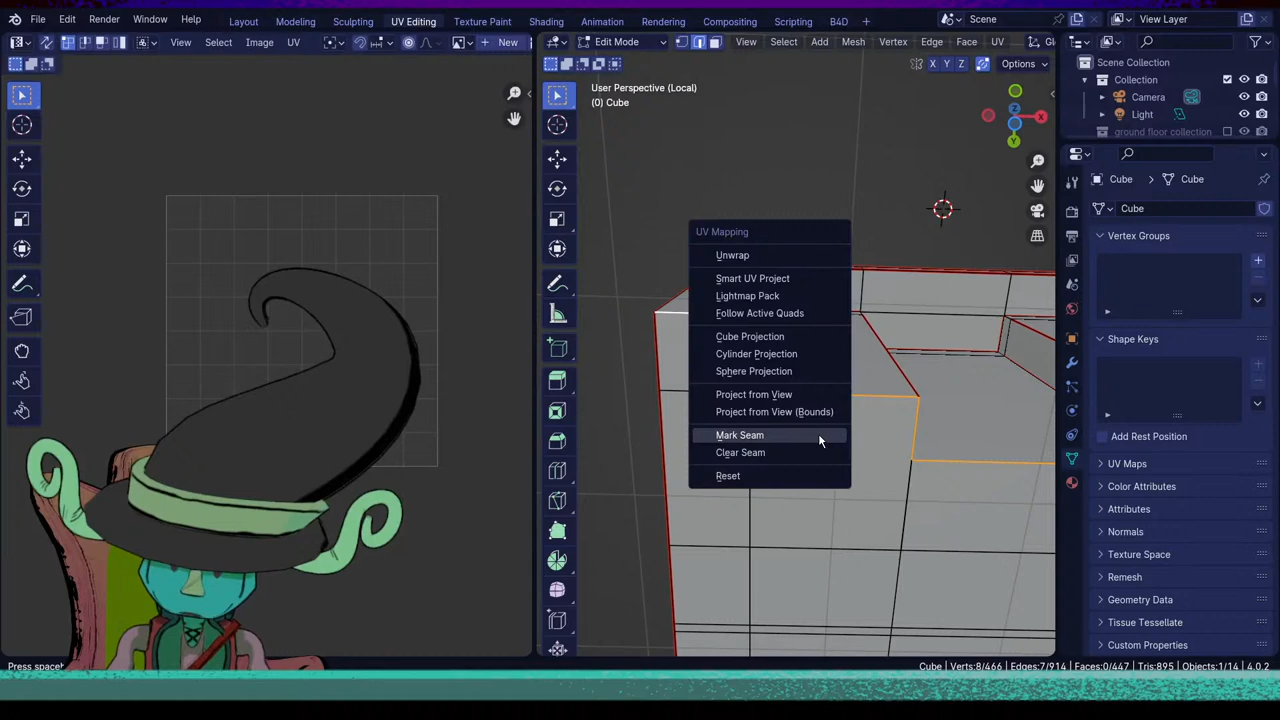 File Edit Render Window Help Layout Modeling Sculpting UV Editing Texture Paint Shading Animation Rendering Compositing Scripting B4D + Scene View Layer
View Select Image UV New Edit Mode View Select Add Mesh Vertex Edge Face UV
X Y Z Options
User Perspective (Local)
(0) Cube
Scene Collection
Collection
Camera
Light
ground floor collection
Cube Cube
Cube
Vertex Groups
Shape Keys
Add Rest Position
UV Maps
Color Attributes
Attributes
Normals
Texture Space
Remesh
Geometry Data
Tissue Tessellate
Custom Properties
UV Mapping
Unwrap
Smart UV Project
Lightmap Pack
Follow Active Quads
Cube Projection
Cylinder Projection
Sphere Projection
Project from View
Project from View (Bounds)
Mark Seam
Clear Seam
Reset
Cube | Verts:8/466 | Edges:7/914 | Faces:0/447 | Tris:895 | Objects:1/14 | 4.0.2